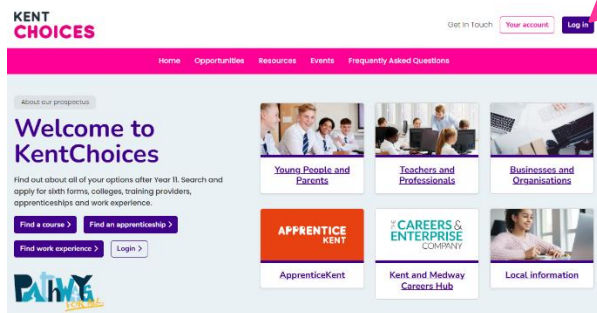 KENT
CHOICES
Get In Touch
Your account
Log in
Home Opportunities Resources Events Frequently Asked Questions
About our prospectus
Welcome to
KentChoices
Find out about all of your options after Year 11. Search and
apply for sixth forms, colleges, training providers,
apprenticeships and work experience.
Find a course >
Find an apprenticeship >
Find work experience >
Login >
PAThWAYS
FOR ALL
Young People and
Parents
Teachers and
Professionals
Businesses and
Organisations
APPRENTICE
KENT
ApprenticeKent
CAREERS &
ENTERPRISE
COMPANY
Kent and Medway
Careers Hub
Local information